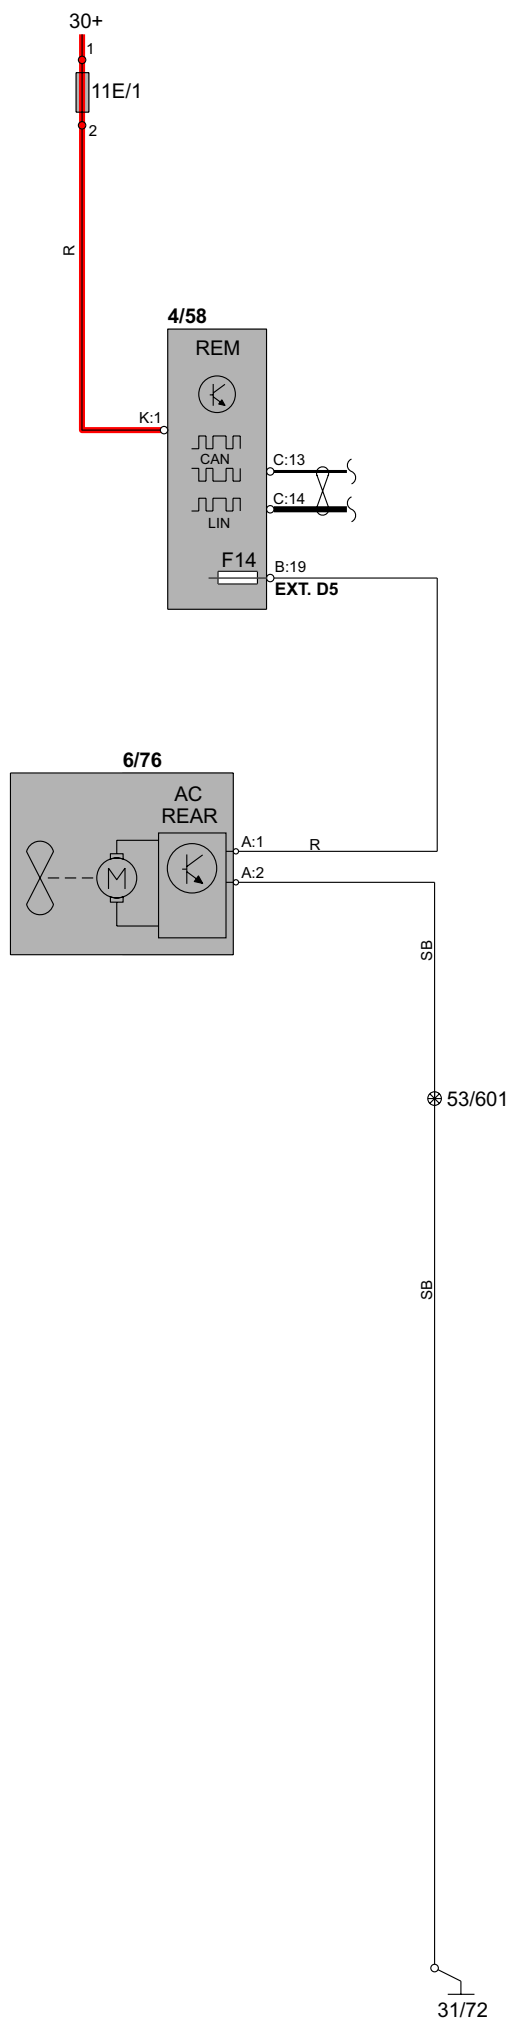 30+
1
11E/1
2
R
4/58
REM
K:1
CAN
C:13
C:14
LIN
F14
B:19
EXT. D5
6/76
AC
REAR
M
A:1
R
A:2
SB
53/601
SB
31/72